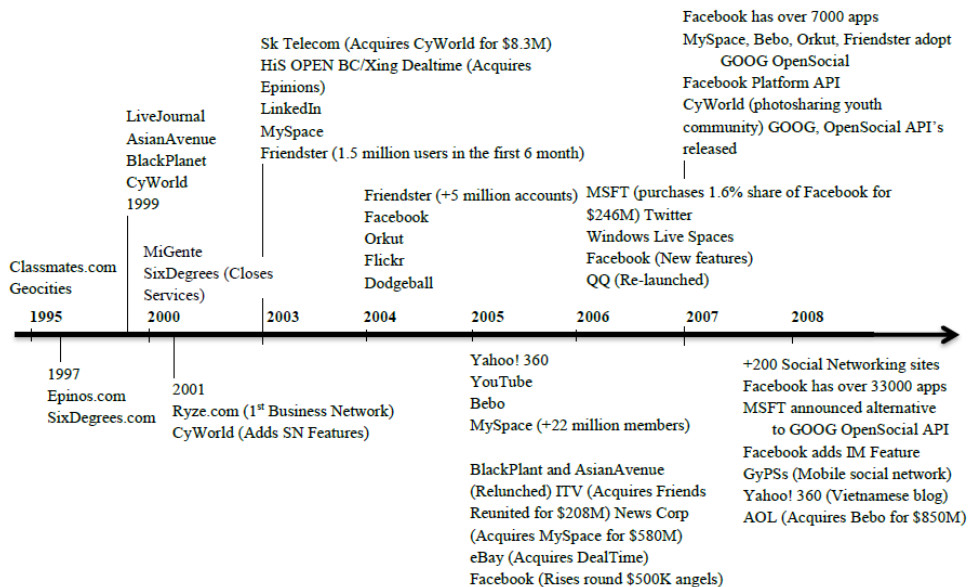 Facebook has over 7000 apps
MySpace, Bebo, Orkut, Friendster adopt
GOOG OpenSocial
Facebook Platform API
CyWorld (photosharing youth
community) GOOG, OpenSocial API's
released
Sk Telecom (Acquires CyWorld for $8.3M)
HiS OPEN BC/Xing Dealtime (Acquires
Epinions)
LinkedIn
MySpace
Friendster (1.5 million users in the first 6 month)
LiveJournal
AsianAvenue
BlackPlanet
CyWorld
1999
Friendster (+5 million accounts)
Facebook
Orkut
Flickr
Dodgeball
MSFT (purchases 1.6% share of Facebook for
$246M) Twitter
Windows Live Spaces
Facebook (New features)
QQ (Re-launched)
MiGente
SixDegrees (Closes
Services)
Classmates.com
Geocities
1995 2000 2003 2004 2005 2006 2007 2008
1997
Epinos.com
SixDegrees.com
2001
Ryze.com (1st Business Network)
CyWorld (Adds SN Features)
Yahoo! 360
YouTube
Bebo
MySpace (+22 million members)
BlackPlant and AsianAvenue
(Relunched) ITV (Acquires Friends
Reunited for $208M) News Corp
(Acquires MySpace for $580M)
eBay (Acquires DealTime)
Facebook (Rises round $500K angels)
+200 Social Networking sites
Facebook has over 33000 apps
MSFT announced alternative
to GOOG OpenSocial API
Facebook adds IM Feature
GyPSs (Mobile social network)
Yahoo! 360 (Vietnamese blog)
AOL (Acquires Bebo for $850M)